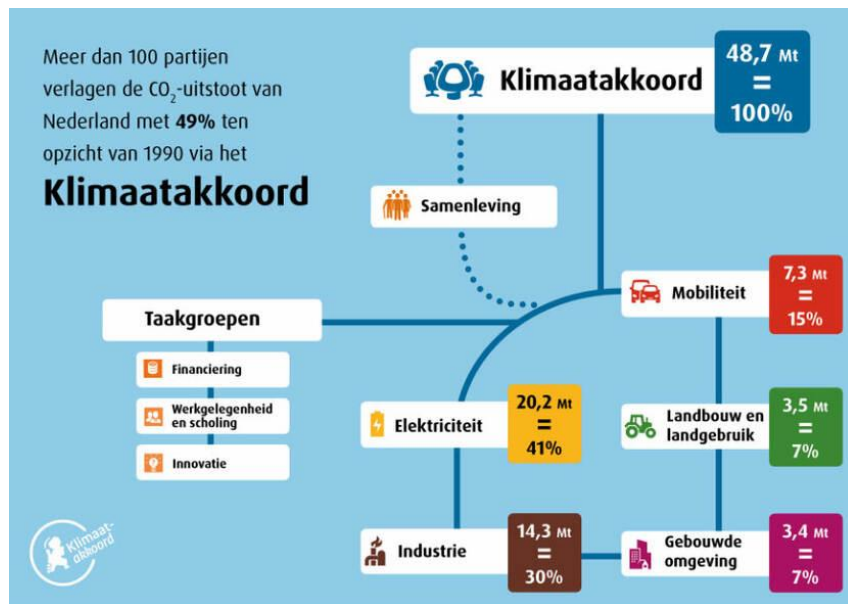 Meer dan 100 partijen
verlagen de CO₂-uitstoot van
Nederland met 49% ten
opzicht van 1990 via het
Klimaatakkoord
Klimaatakkoord
48,7 Mt
=
100%
Samenleving
Mobiliteit
7,3 Mt
=
15%
Taakgroepen
Financiering
Werkgelegenheid
en scholing
Innovatie
Elektriciteit
20,2 Mt
=
41%
Landbouw en
landgebruik
3,5 Mt
=
7%
Industrie
14,3 Mt
=
30%
Gebouwde
omgeving
3,4 Mt
=
7%
Klimaat-
akkoord